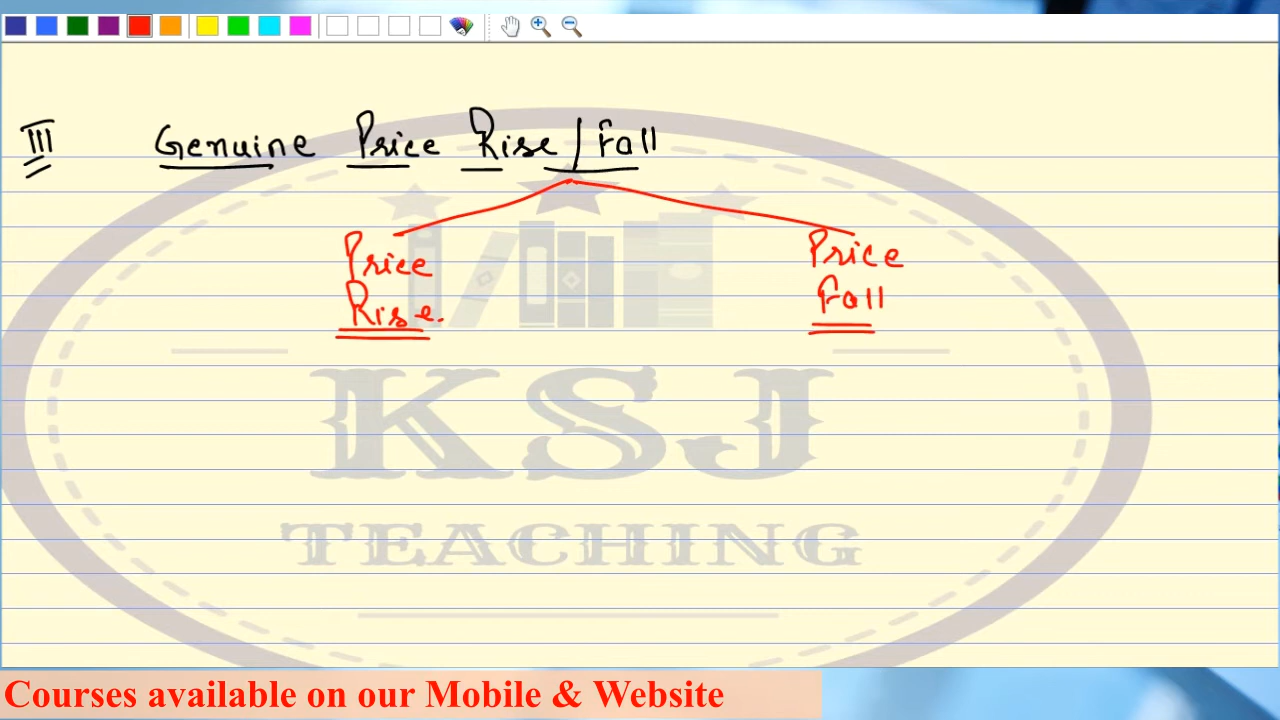 III Genuine Price Rise / Fall
Price Price
Rise. Fall
KSJ
TEACHING
Courses available on our Mobile & Website